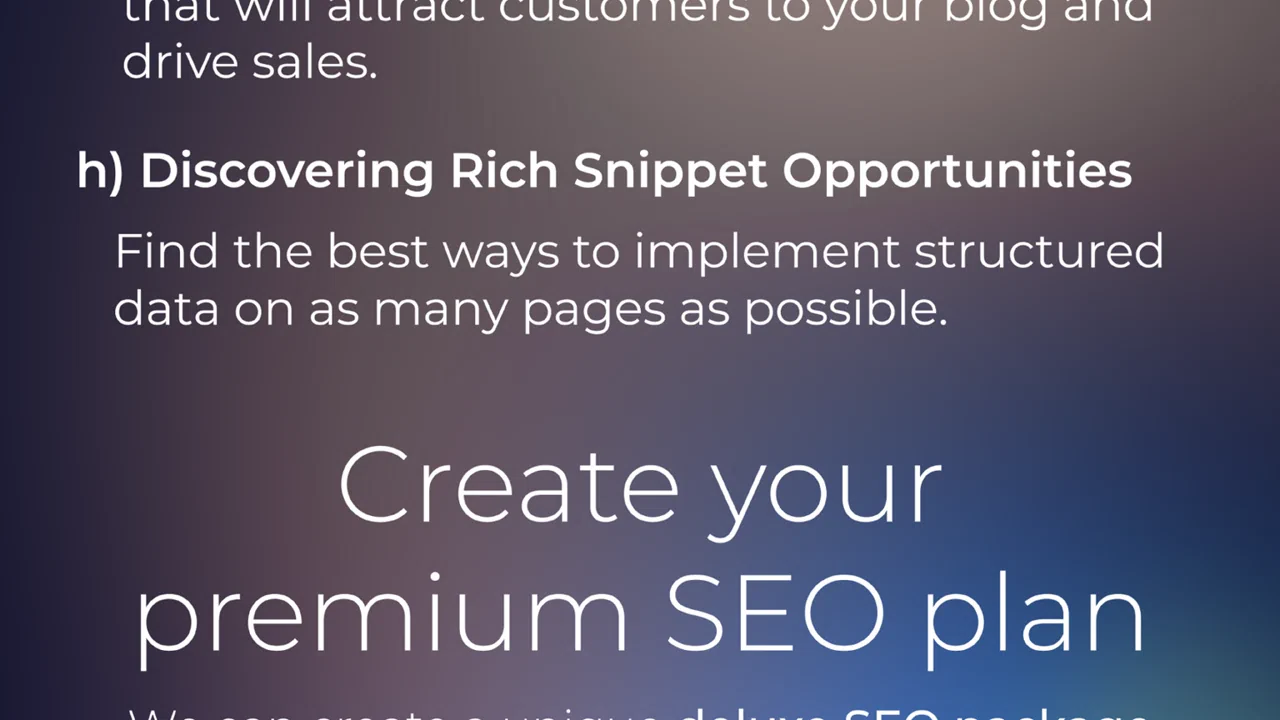 that will attract customers to your blog and
drive sales.
h) Discovering Rich Snippet Opportunities
Find the best ways to implement structured
data on as many pages as possible.
Create your
premium SEO plan
We can create a unique deluxe SEO package